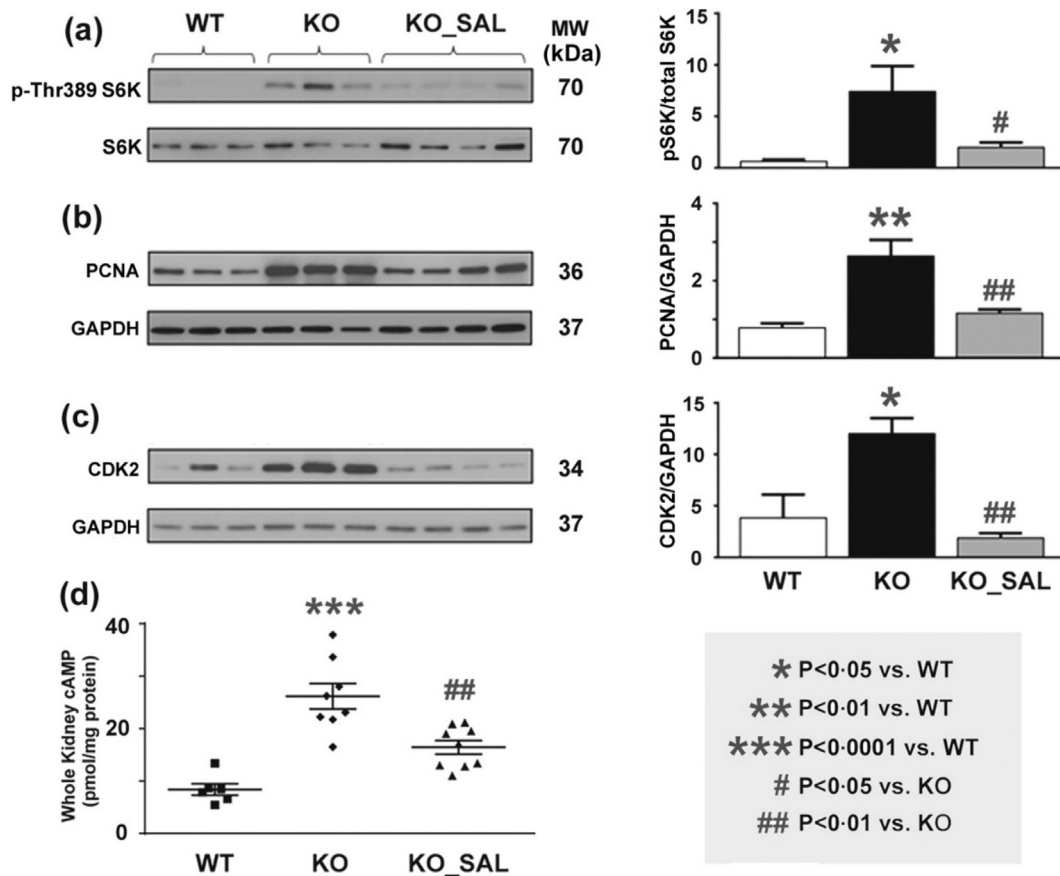 (a)
WT KO KO_SAL MW
(kDa)
p-Thr389 S6K 70
S6K 70
pS6K/total S6K
15
10
5
0
*
#
(b)
PCNA 36
GAPDH 37
PCNA/GAPDH
4
2
0
**
##
(c)
CDK2 34
GAPDH 37
CDK2/GAPDH
15
10
5
0
*
##
WT KO KO_SAL
(d)
Whole Kidney cAMP
(pmol/mg protein)
40
20
0
***
##
WT KO KO_SAL
* P<0·05 vs. WT
** P<0·01 vs. WT
*** P<0·0001 vs. WT
# P<0·05 vs. KO
## P<0·01 vs. KO